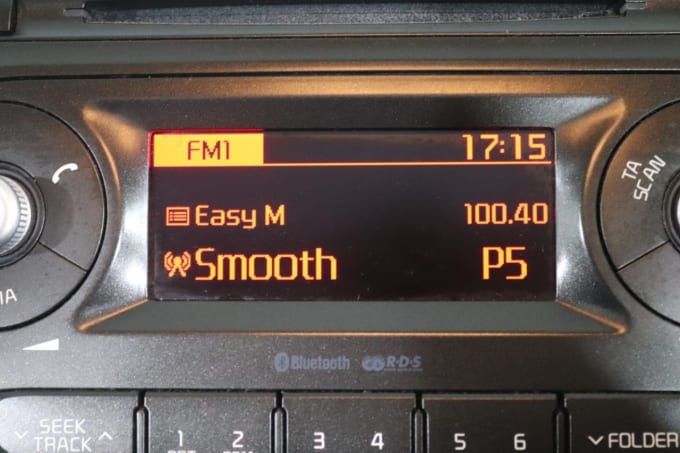 FM1 17:15
Easy M 100.40
Smooth P5
TA
SCAN
Bluetooth R·D·S
SEEK
TRACK
1 2 3 4 5 6
FOLDER